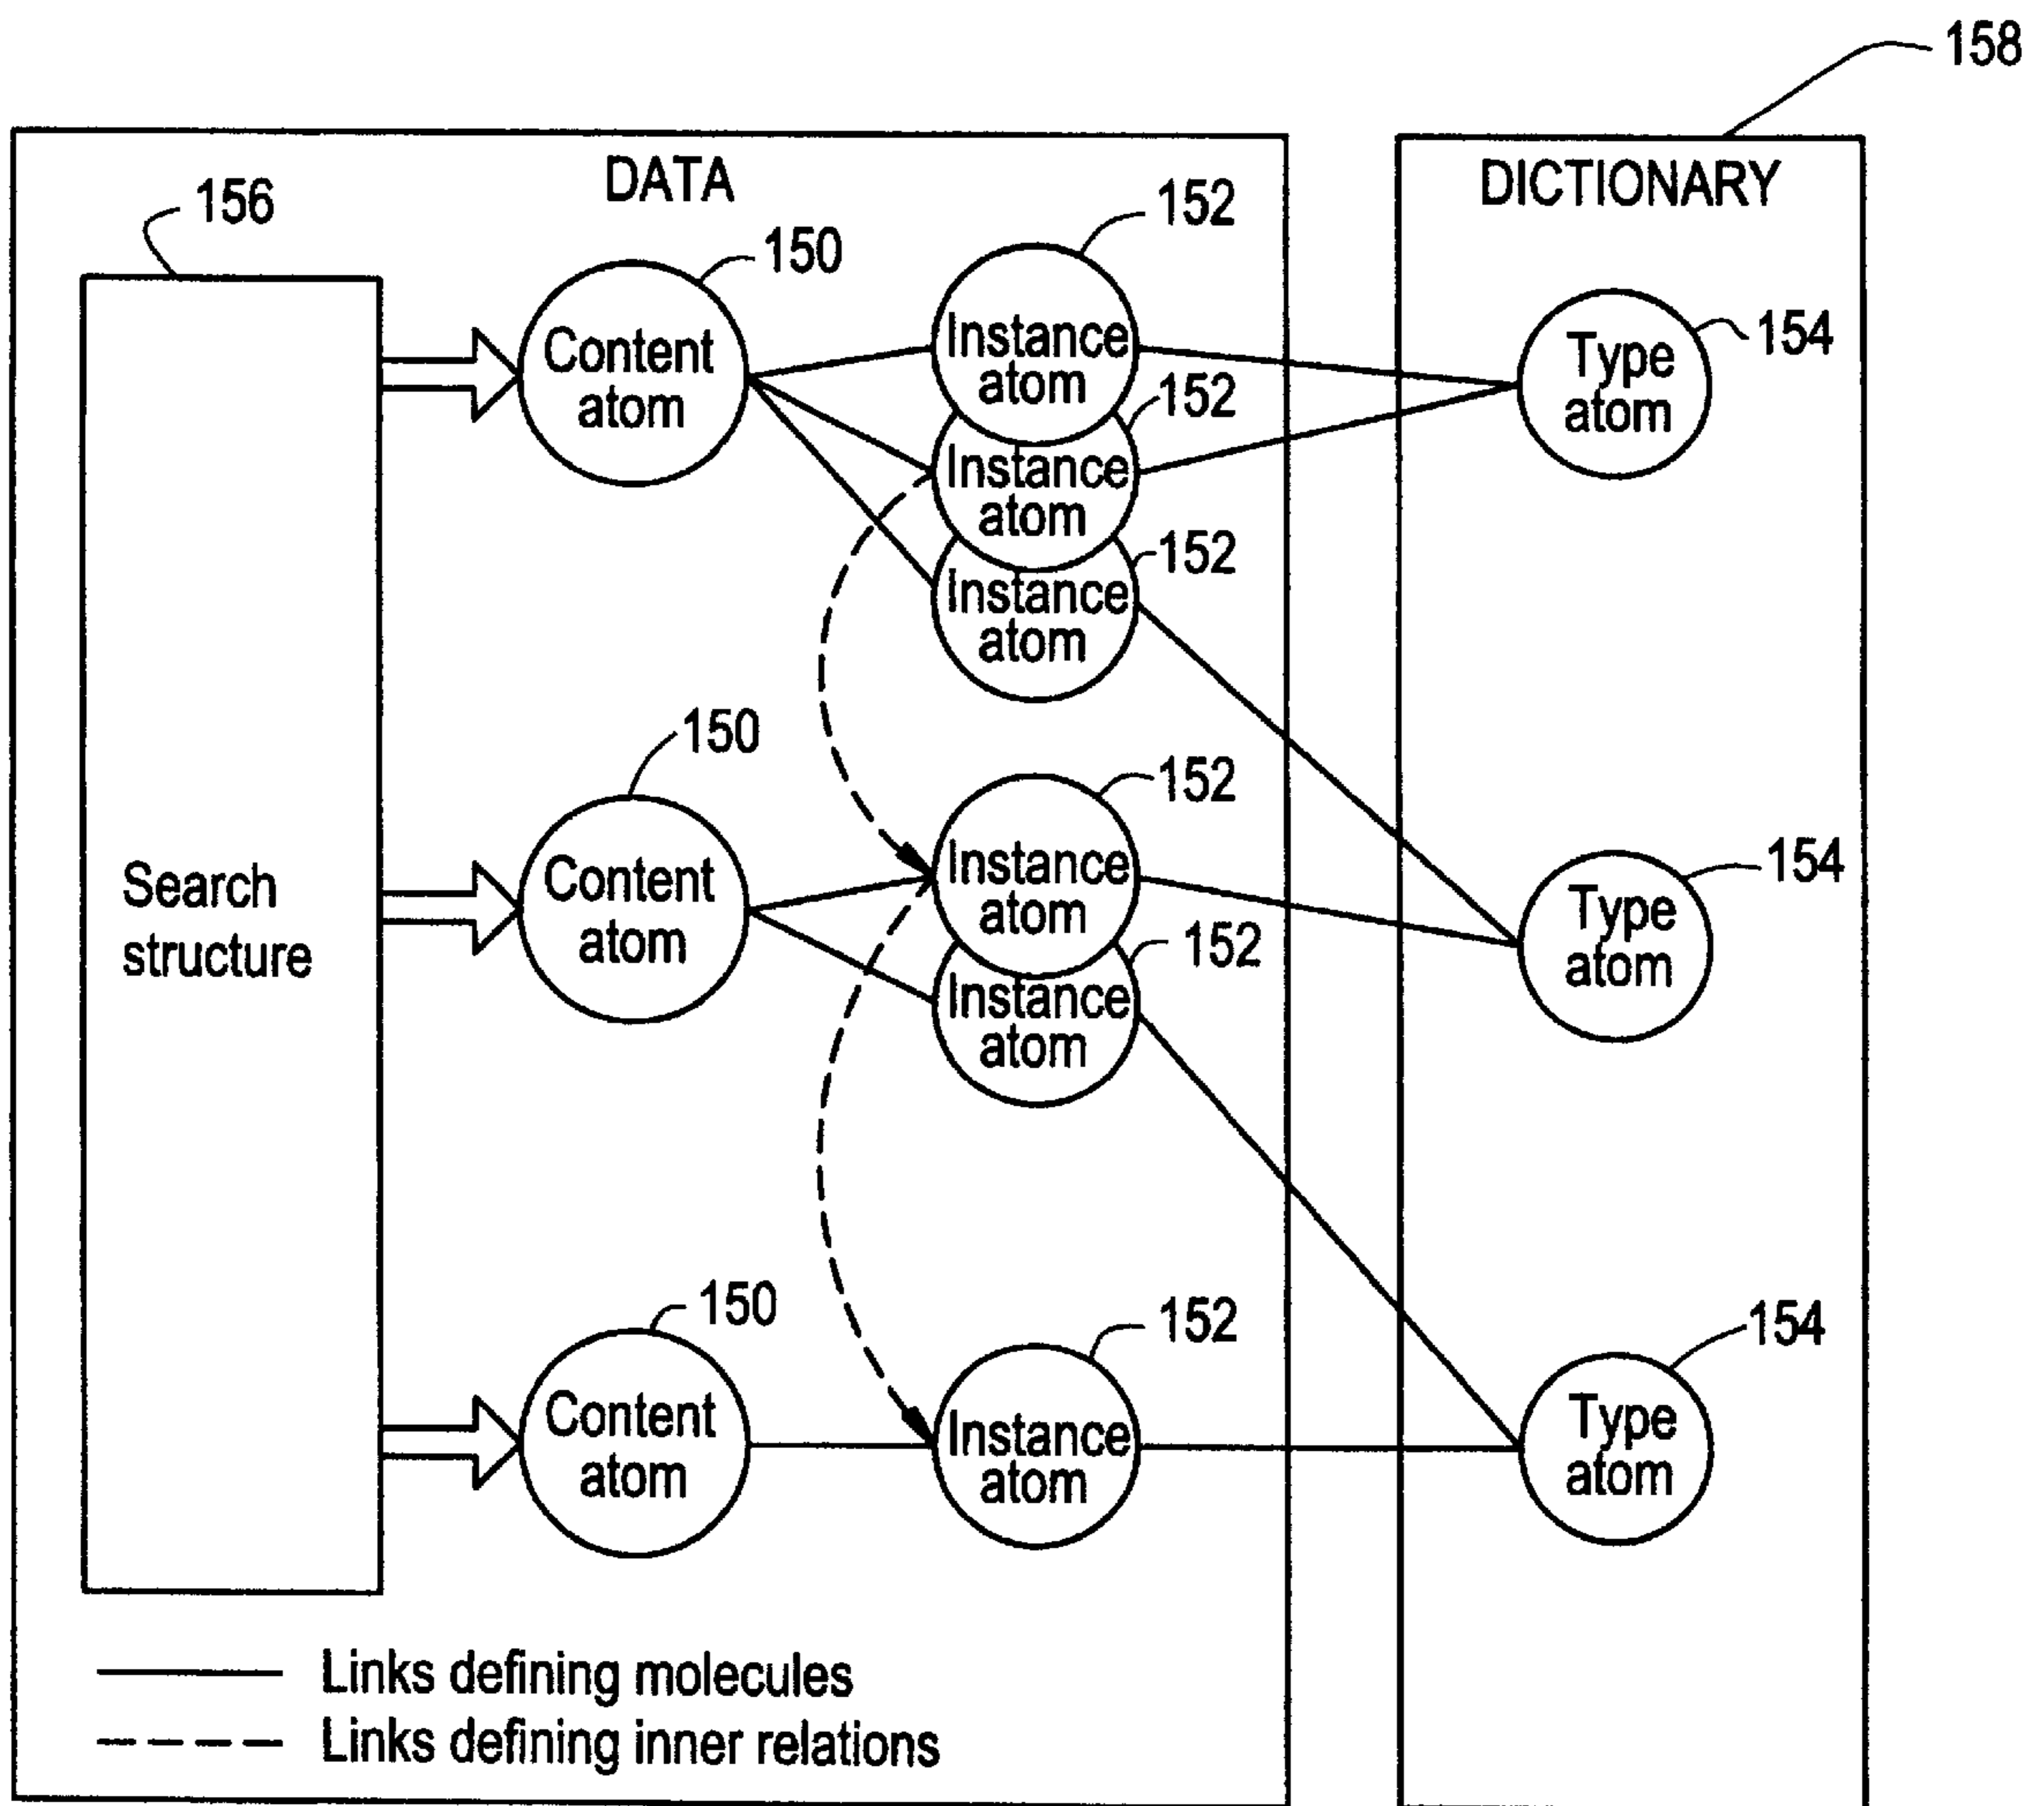 158
DATA
DICTIONARY
156
152
150
Instance
atom
Type
atom
154
Content
atom
152
Instance
atom
152
Instance
atom
150
152
154
Search
structure
Content
atom
Instance
atom
152
Instance
atom
Type
atom
150
152
154
Content
atom
Instance
atom
Type
atom
Links defining molecules
Links defining inner relations